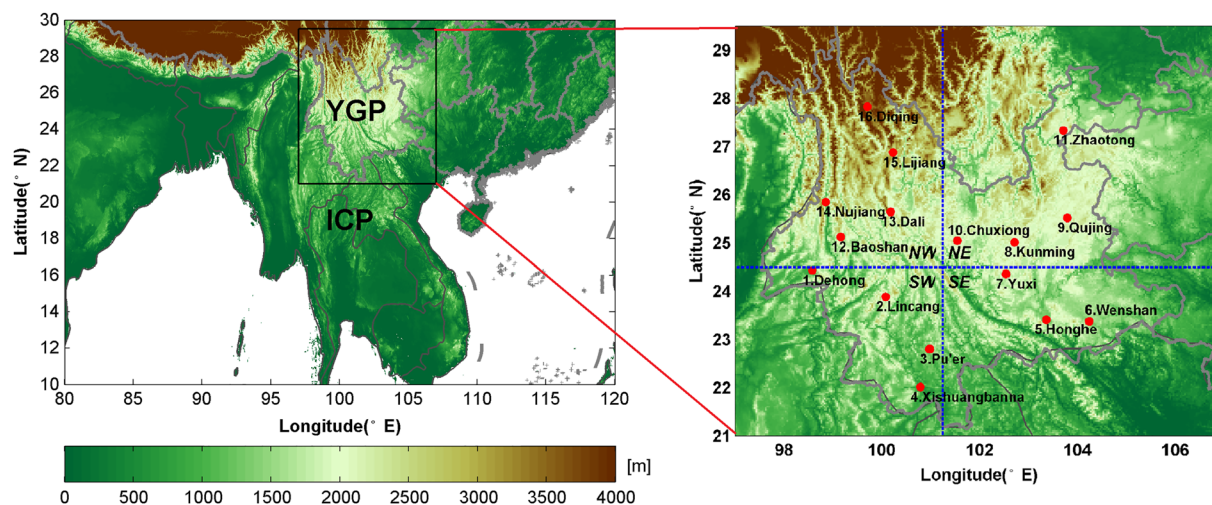 30
28
26
24
22
20
18
16
14
12
10
Latitude(° N)
80
85
90
95
100
105
110
115
120
Longitude(° E)
YGP
ICP
0
500
1000
1500
2000
2500
3000
3500
4000
[m]
29
28
27
26
25
24
23
22
21
Latitude(° N)
98
100
102
104
106
Longitude(° E)
16.Diqing
11.Zhaotong
15.Lijiang
14.Nujiang
13.Dali
9.Qujing
10.Chuxiong
12.Baoshan
8.Kunming
NW
NE
1.Dehong
SW
SE
7.Yuxi
2.Lincang
6.Wenshan
5.Honghe
3.Pu'er
4.Xishuangbanna